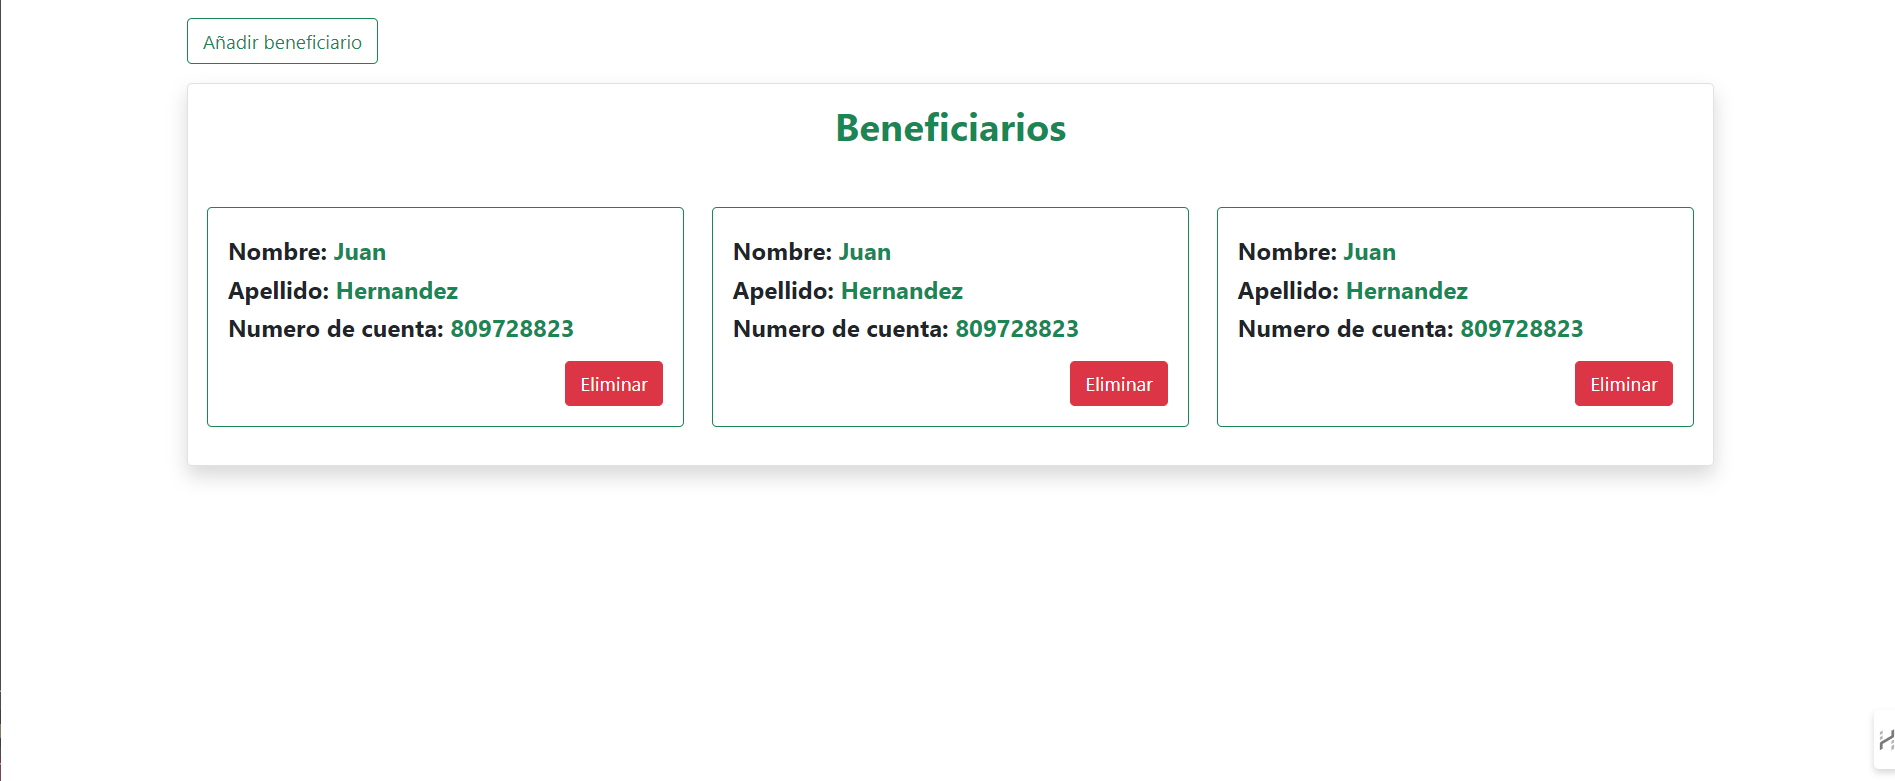 Añadir beneficiario
Beneficiarios
Nombre: Juan
Apellido: Hernandez
Numero de cuenta: 809728823
Eliminar
Nombre: Juan
Apellido: Hernandez
Numero de cuenta: 809728823
Eliminar
Nombre: Juan
Apellido: Hernandez
Numero de cuenta: 809728823
Eliminar